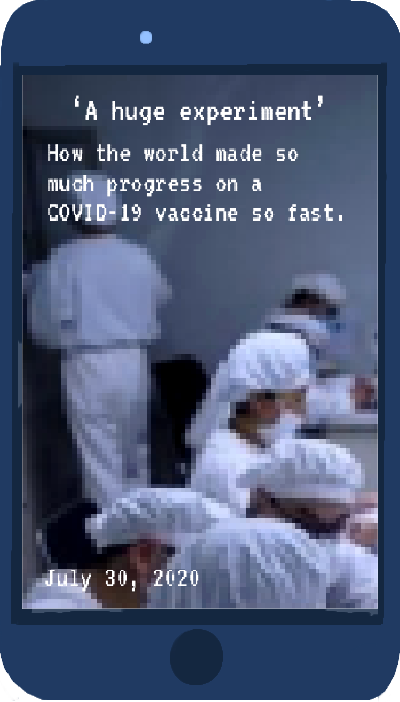 ‘A huge experiment’
How the world made so
much progress on a
COVID-19 vaccine so fast.
July 30, 2020